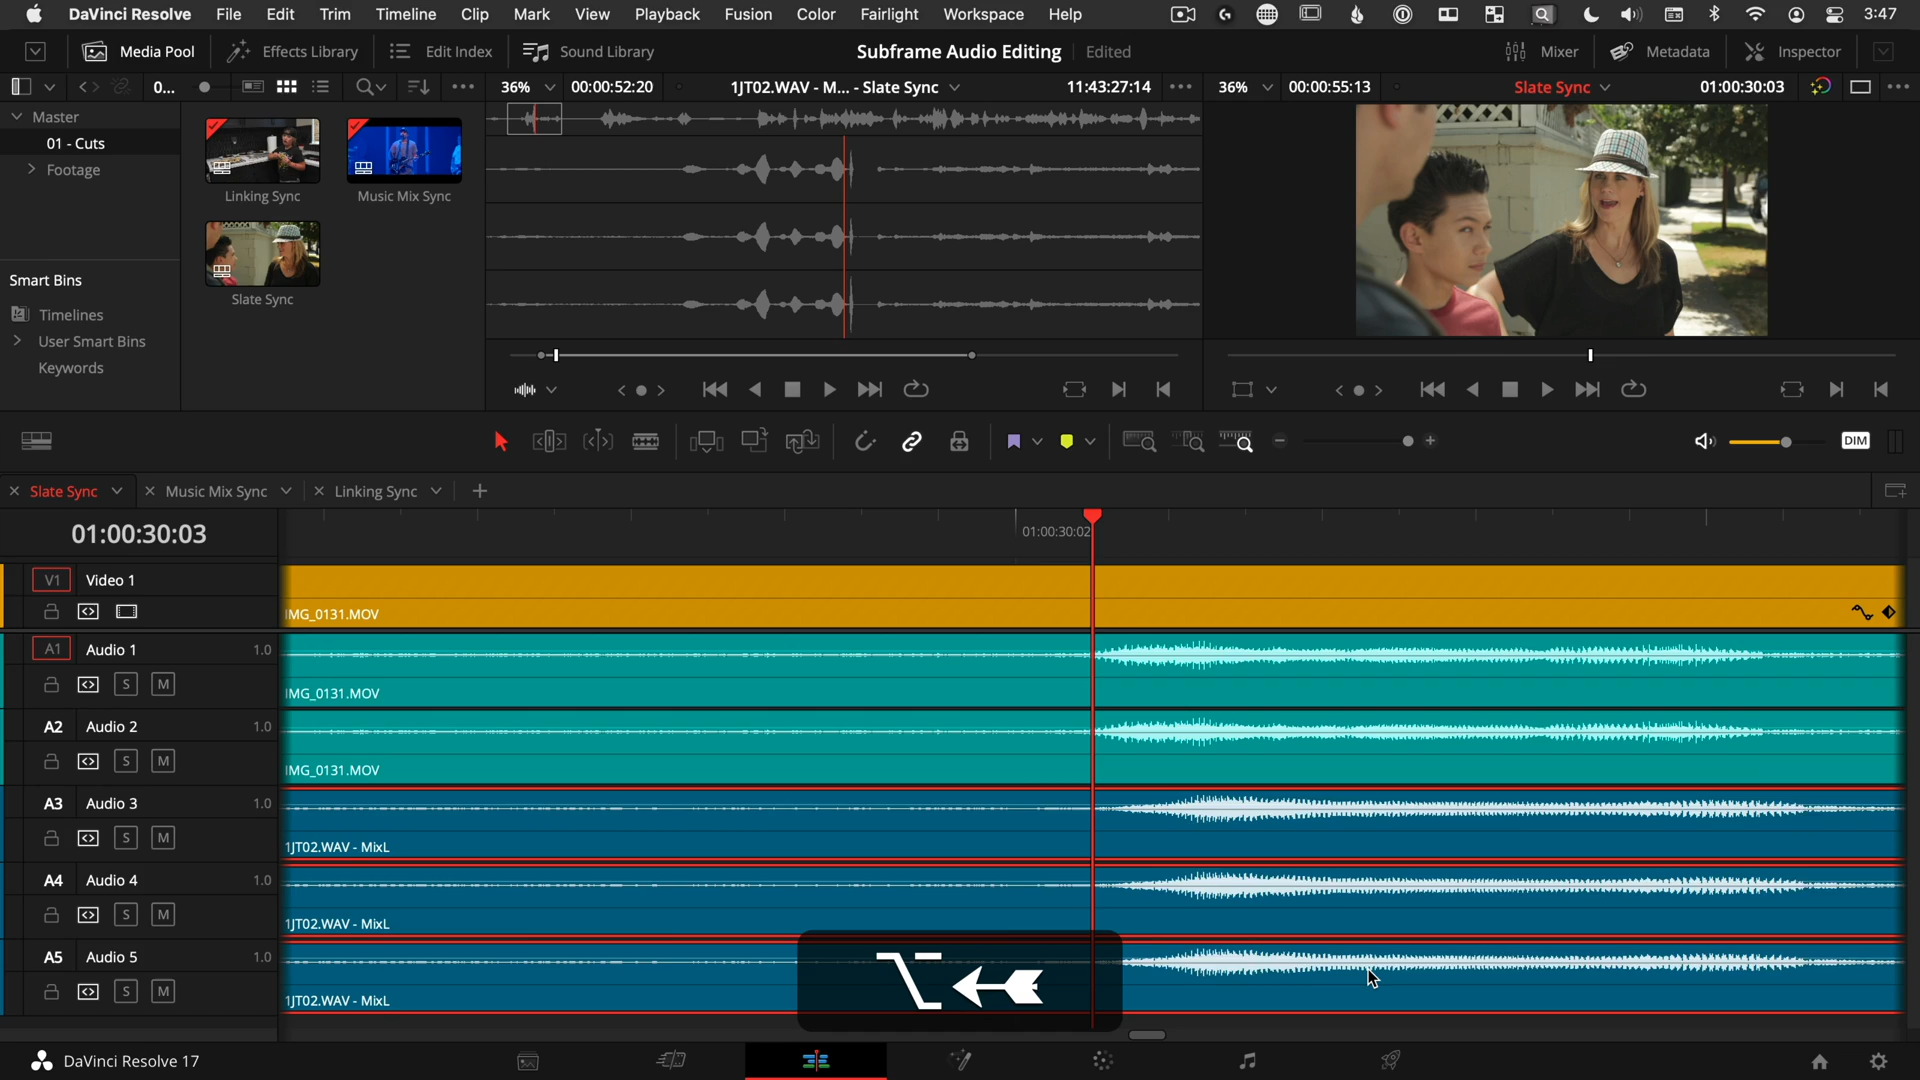 DaVinci Resolve File Edit Trim Timeline Clip Mark View Playback Fusion Color Fairlight Workspace Help 3:47
Media Pool Effects Library Edit Index Sound Library Subframe Audio Editing Edited Mixer Metadata Inspector
0... 36% 00:00:52:20 1JT02.WAV - M... - Slate Sync 11:43:27:14 36% 00:00:55:13 Slate Sync 01:00:30:03
Master
01 - Cuts
Footage
Linking Sync Music Mix Sync
Slate Sync
Smart Bins
Timelines
User Smart Bins
Keywords
DIM
Slate Sync Music Mix Sync Linking Sync
01:00:30:03
01:00:30:02
V1 Video 1
IMG_0131.MOV
A1 Audio 1 1.0
S M
IMG_0131.MOV
A2 Audio 2 1.0
S M
IMG_0131.MOV
A3 Audio 3 1.0
S M
1JT02.WAV - MixL
A4 Audio 4 1.0
S M
1JT02.WAV - MixL
A5 Audio 5 1.0
S M
1JT02.WAV - MixL
DaVinci Resolve 17